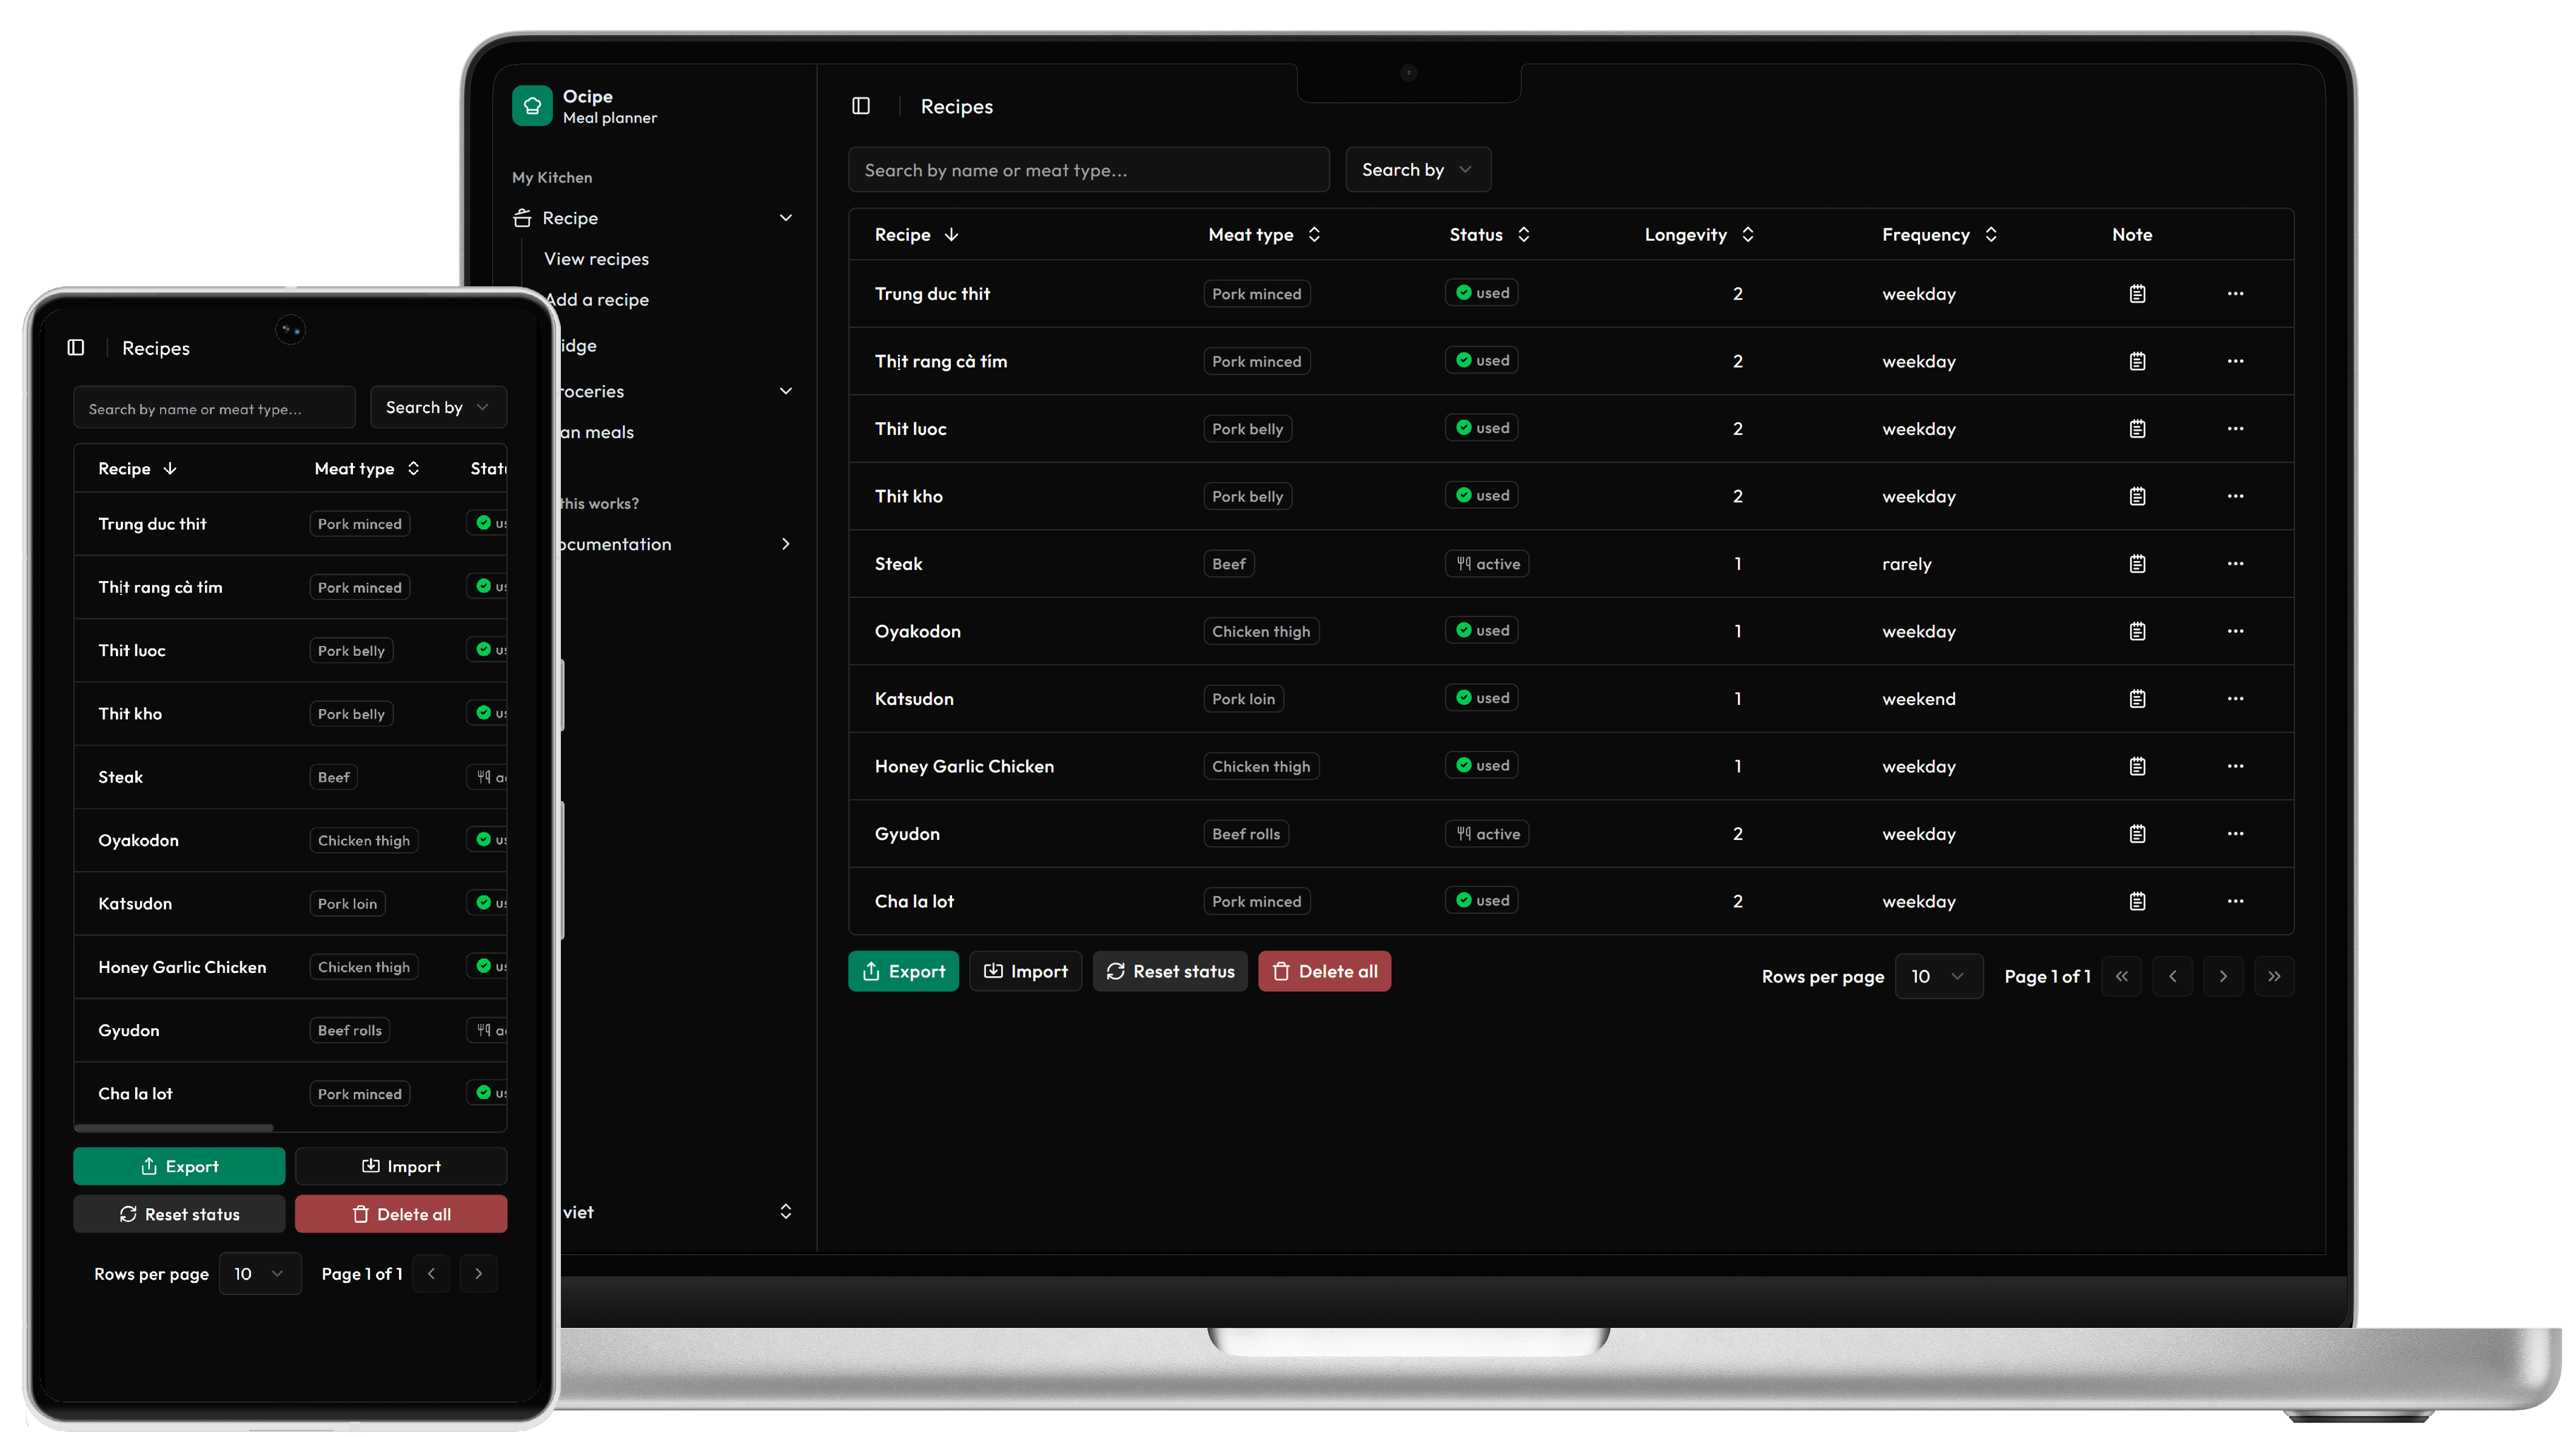 Ocipe
Meal planner
My Kitchen
Recipe
View recipes
Add a recipe
idge
roceries
an meals
this works?
ocumentation
viet
Recipes
Search by name or meat type...
Search by
Recipe Meat type Status Longevity Frequency Note
Trung duc thit Pork minced used 2 weekday
Thịt rang cà tím Pork minced used 2 weekday
Thit luoc Pork belly used 2 weekday
Thit kho Pork belly used 2 weekday
Steak Beef active 1 rarely
Oyakodon Chicken thigh used 1 weekday
Katsudon Pork loin used 1 weekend
Honey Garlic Chicken Chicken thigh used 1 weekday
Gyudon Beef rolls active 2 weekday
Cha la lot Pork minced used 2 weekday
Export Import Reset status Delete all
Rows per page 10 Page 1 of 1
Recipes
Search by name or meat type...
Search by
Recipe Meat type Stat
Trung duc thit Pork minced us
Thịt rang cà tím Pork minced us
Thit luoc Pork belly us
Thit kho Pork belly us
Steak Beef a
Oyakodon Chicken thigh us
Katsudon Pork loin us
Honey Garlic Chicken Chicken thigh us
Gyudon Beef rolls a
Cha la lot Pork minced us
Export Import
Reset status Delete all
Rows per page 10 Page 1 of 1